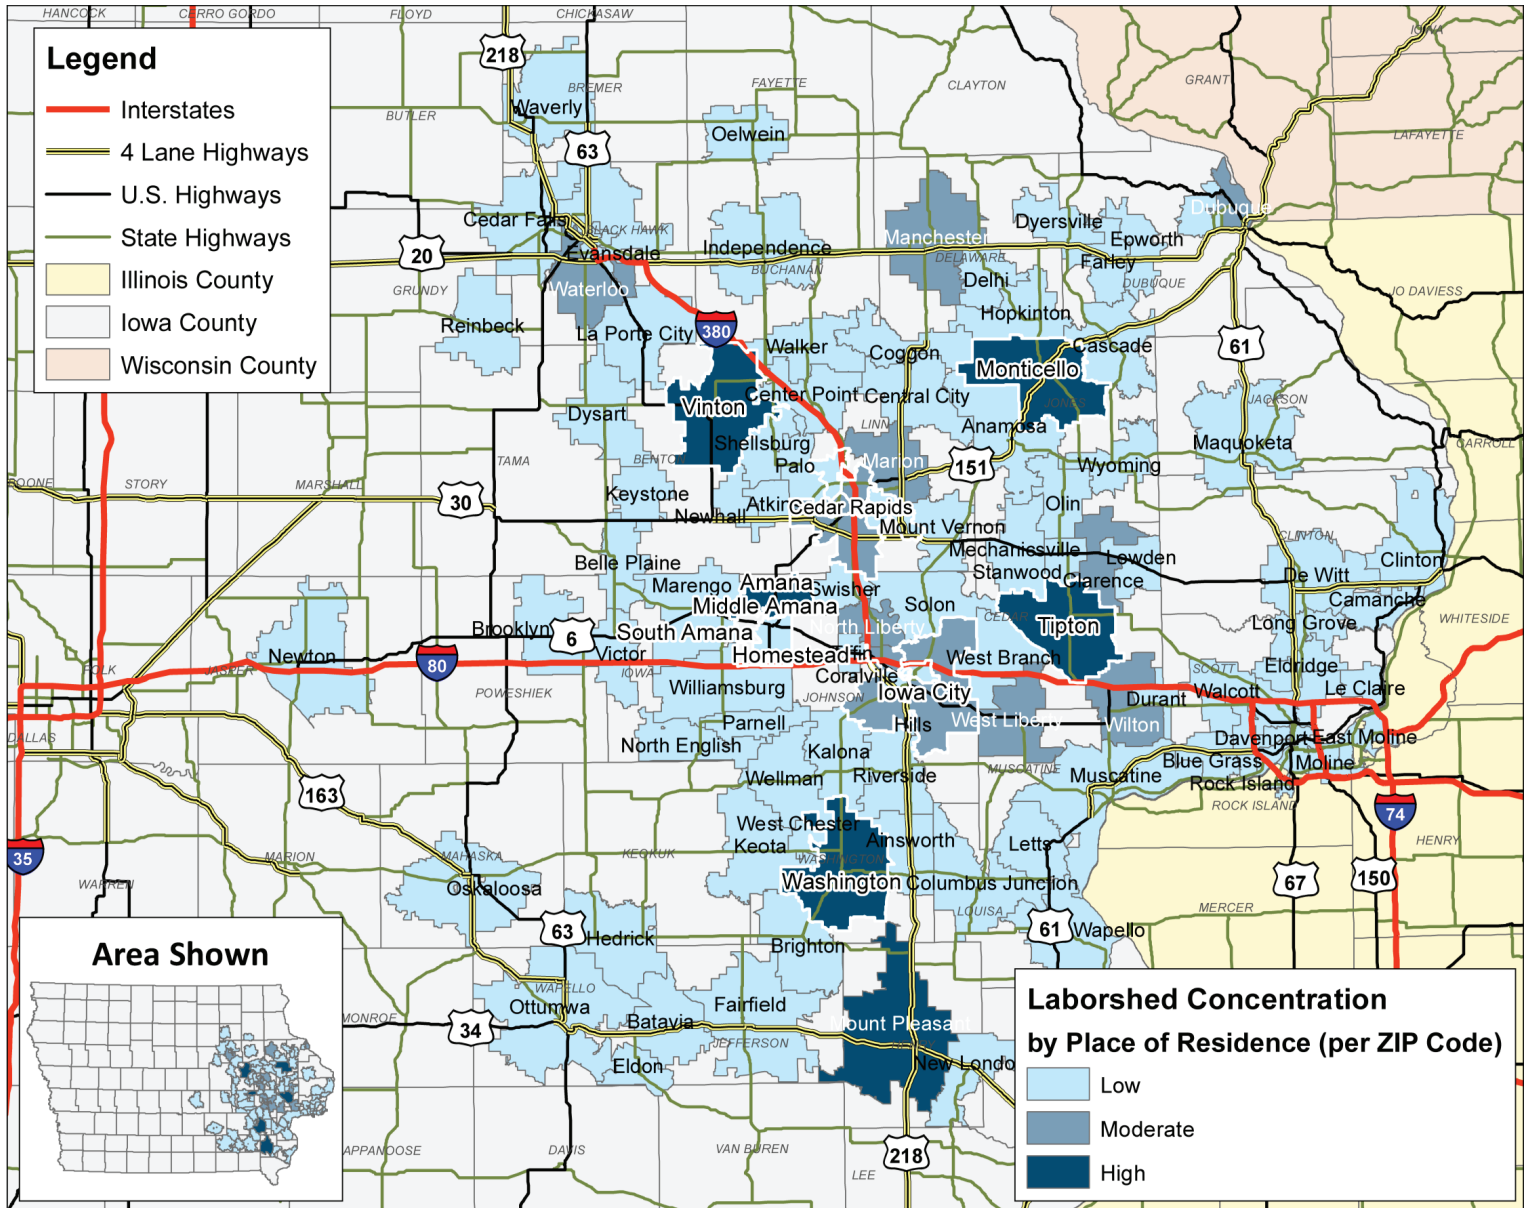 HANCOCK
CERRO GORDO
FLOYD
CHICKASAW
IOWA
Legend
Interstates
4 Lane Highways
U.S. Highways
State Highways
Illinois County
Iowa County
Wisconsin County
218
BREMER
FAYETTE
CLAYTON
GRANT
Waverly
BUTLER
Oelwein
LAFAYETTE
63
Cedar Falls
BLACK HAWK
Dyersville
Dubuque
Manchester
Epworth
20
Evansdale
Independence
DELAWARE
Farley
BUCHANAN
Delhi
DUBUQUE
GRUNDY
Waterloo
JO DAVIESS
Hopkinton
Reinbeck
La Porte City
380
61
Walker
Coggon
Cascade
Monticello
Center Point
Central City
JACKSON
Vinton
JONES
Dysart
LINN
Anamosa
Shellsburg
Maquoketa
CARROLL
TAMA
BENTON
Palo
Marion
151
Wyoming
BOONE
STORY
MARSHALL
30
Keystone
Atkins
Cedar Rapids
Olin
Newhall
Mount Vernon
CLINTON
Mechanicsville
Lowden
Clinton
Belle Plaine
Stanwood
Clarence
De Witt
Marengo
Amana
Swisher
Camanche
Middle Amana
Solon
CEDAR
Long Grove
WHITESIDE
Brooklyn
6
South Amana
North Liberty
Tipton
Newton
80
Victor
Homestead
Tiffin
West Branch
SCOTT
Eldridge
POLK
JASPER
IOWA
Coralville
POWESHIEK
Williamsburg
JOHNSON
Iowa City
Durant
Walcott
Le Claire
Parnell
Hills
West Liberty
Wilton
DALLAS
North English
Kalona
Davenport
East Moline
MUSCATINE
Blue Grass
Moline
Wellman
Riverside
Muscatine
Rock Island
163
ROCK ISLAND
74
West Chester
Keota
Ainsworth
Letts
HENRY
35
MARION
MAHASKA
KEOKUK
WASHINGTON
WARREN
Oskaloosa
Washington
Columbus Junction
67
150
LOUISA
MERCER
63
Hedrick
Brighton
61
Wapello
Area Shown
WAPELLO
Ottumwa
Fairfield
MONROE
34
Batavia
Mount Pleasant
JEFFERSON
HENRY
Eldon
New London
APPANOOSE
DAVIS
VAN BUREN
LEE
218
Laborshed Concentration
by Place of Residence (per ZIP Code)
Low
Moderate
High